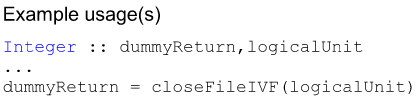 Example usage(s)
Integer :: dummyReturn,logicalUnit
...
dummyReturn = closeFileIVF(logicalUnit)